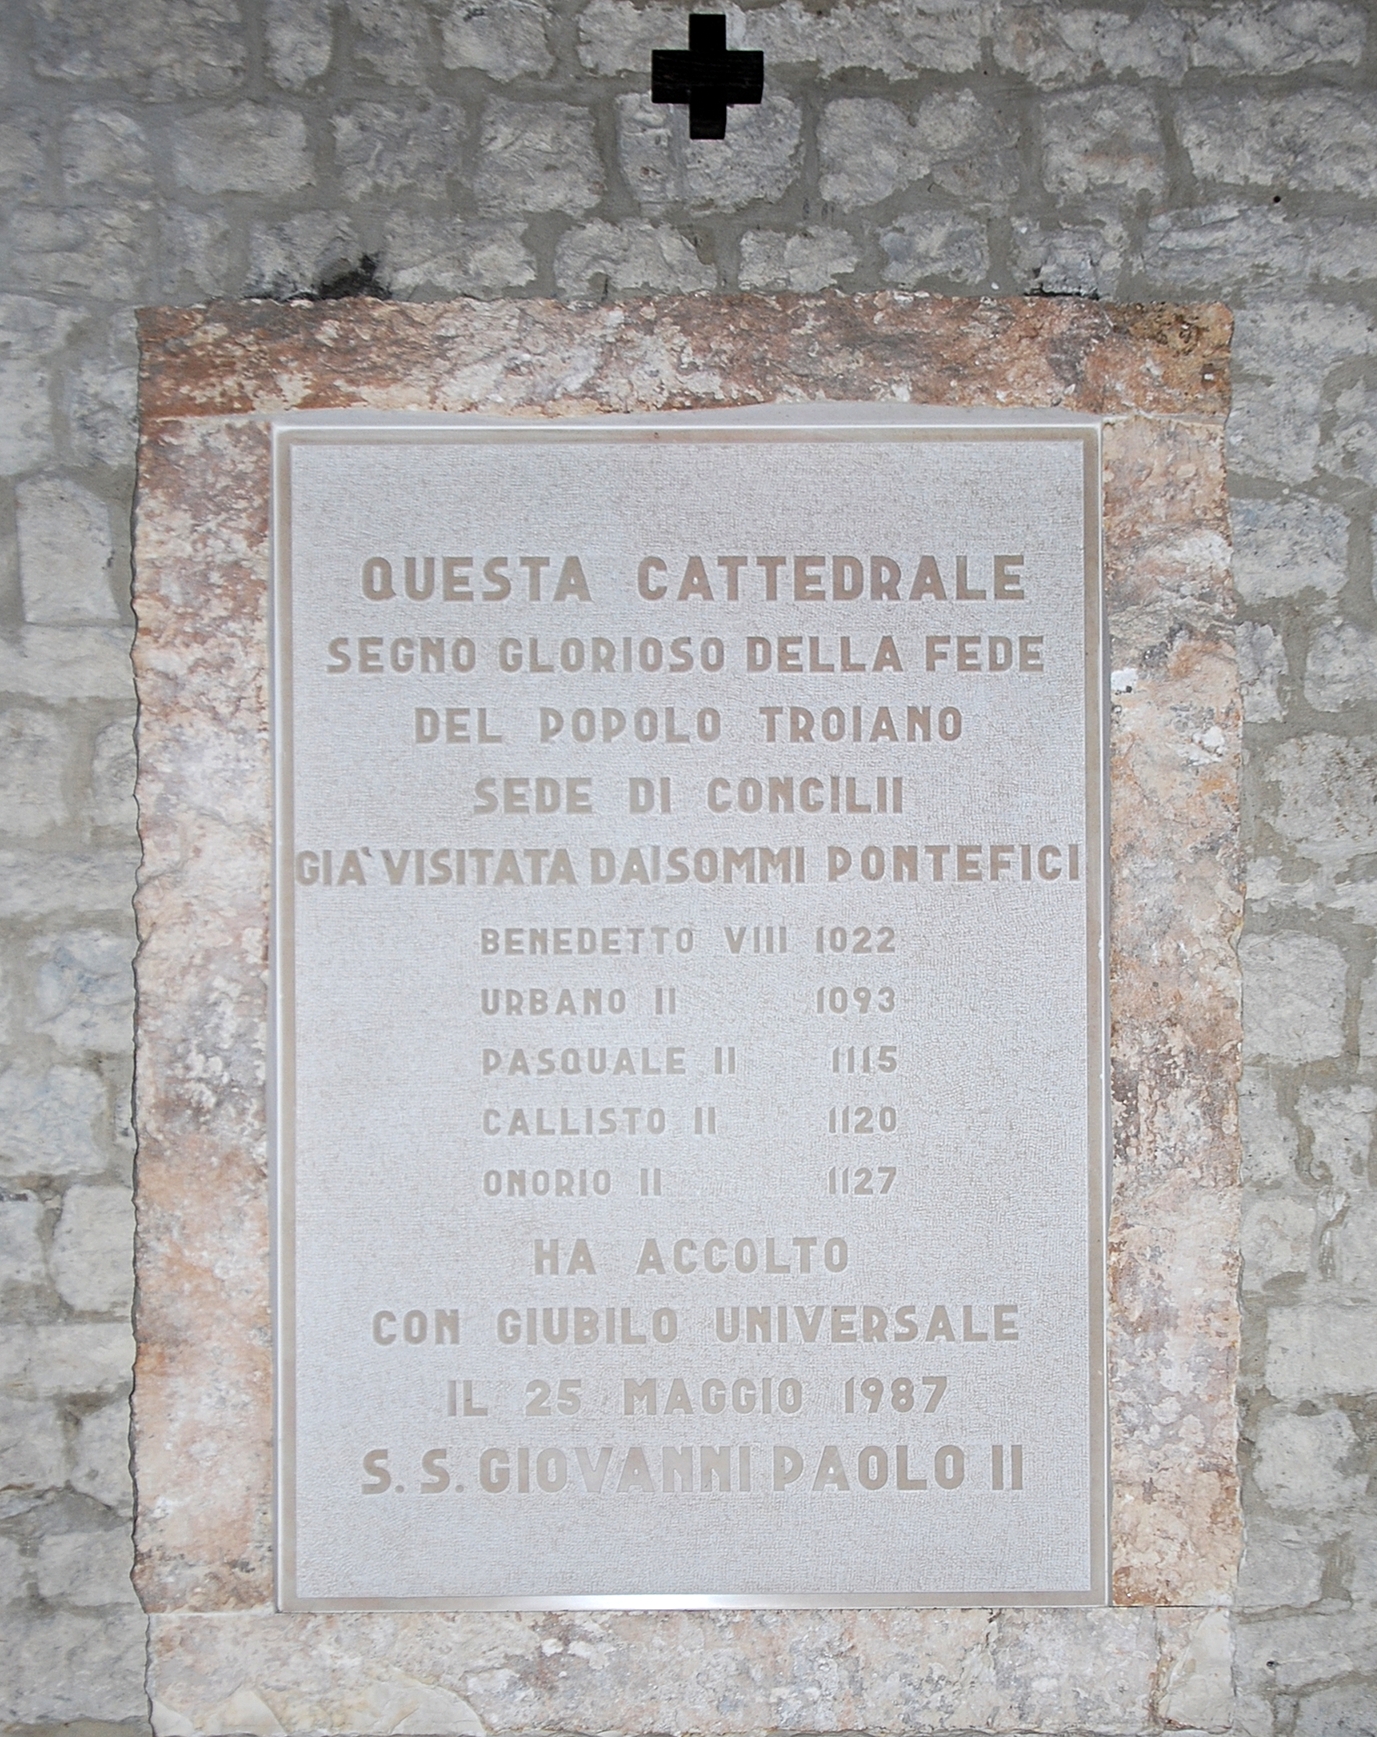 QUESTA CATTEDRALE
SEGNO GLORIOSO DELLA FEDE
DEL POPOLO TROIANO
SEDE DI CONCILII
GIA' VISITATA DAI SOMMI PONTEFICI
BENEDETTO VIII 1022
URBANO II 1093
PASQUALE II 1115
CALLISTO II 1120
ONORIO II 1127
HA ACCOLTO
CON GIUBILO UNIVERSALE
IL 25 MAGGIO 1987
S. S. GIOVANNI PAOLO II